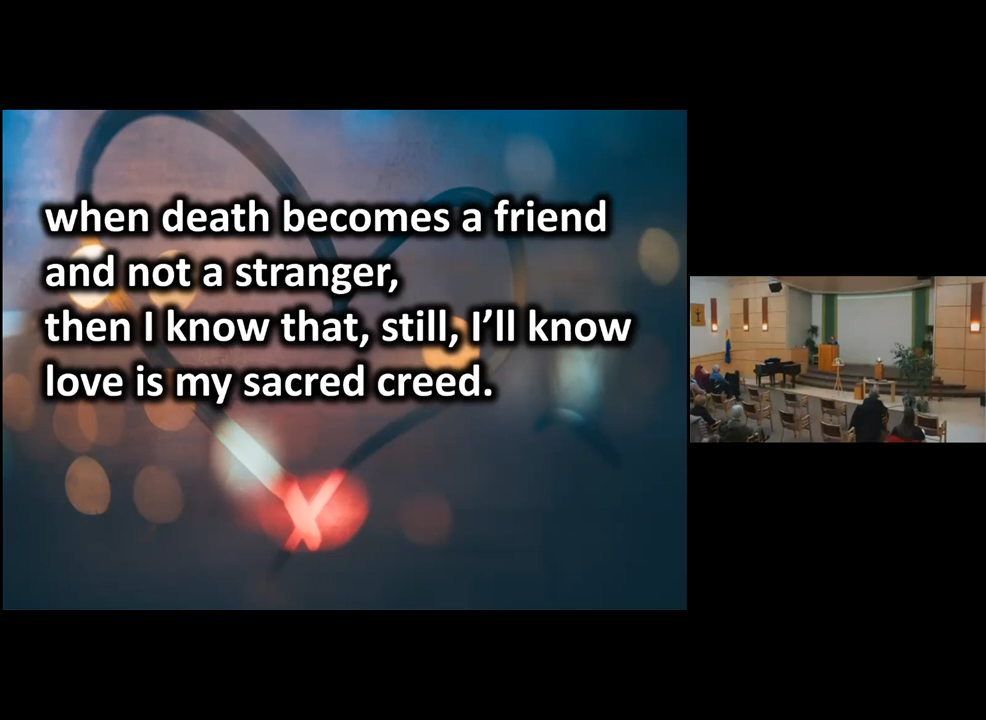 when death becomes a friend
and not a stranger,
then I know that, still, I’ll know
love is my sacred creed.